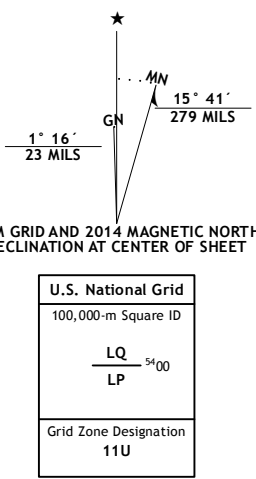 ★
MN
GN
15° 41´
279 MILS
1° 16´
23 MILS
M GRID AND 2014 MAGNETIC NORTH
ECLINATION AT CENTER OF SHEET
U.S. National Grid
100,000-m Square ID
LQ
5400
LP
Grid Zone Designation
11U